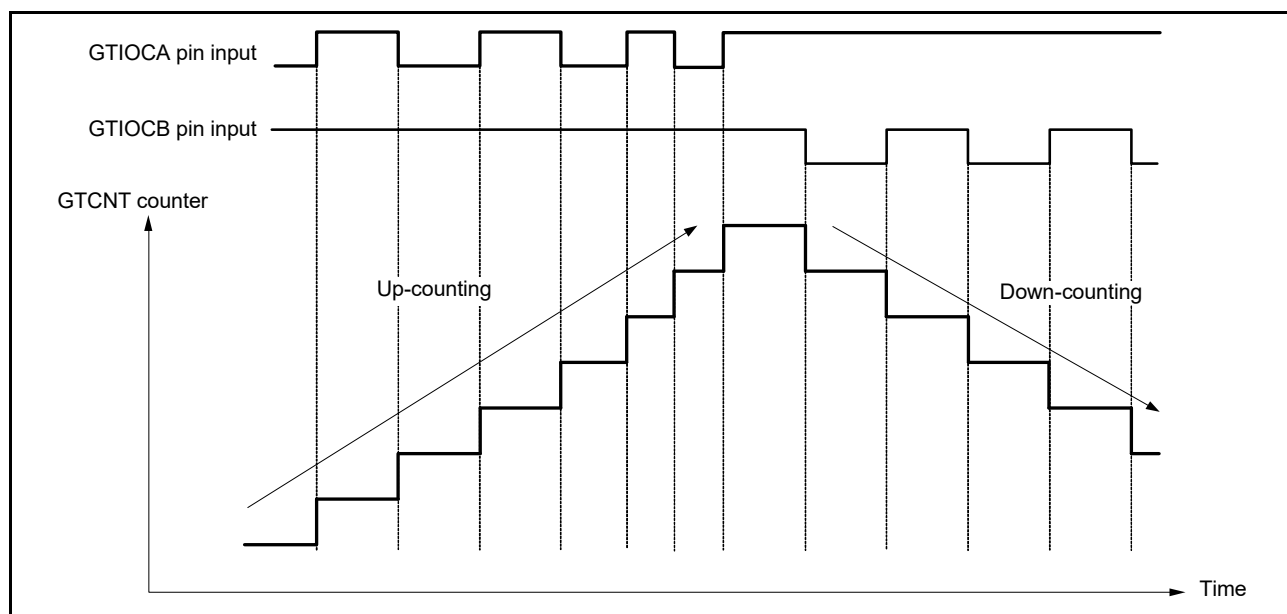 GTIOCA pin input
GTIOCB pin input
GTCNT counter
Up-counting
Down-counting
Time